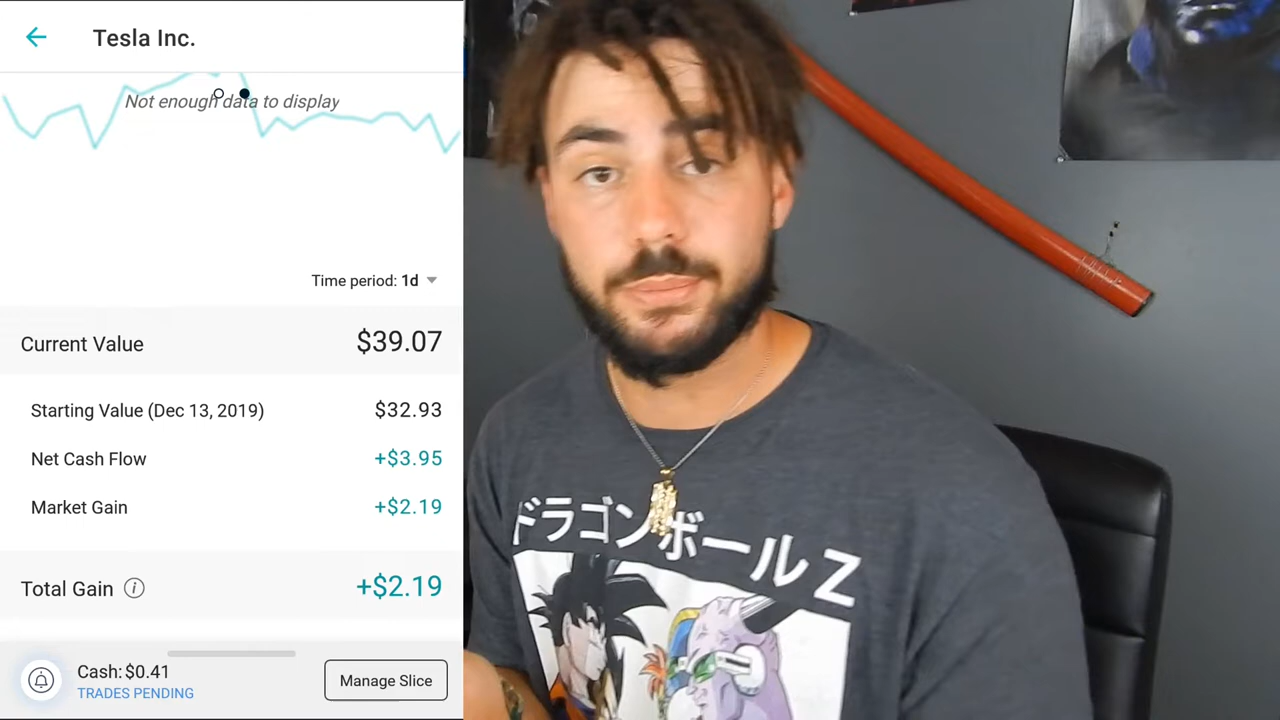 Tesla Inc.
Not enough data to display
Time period: 1d
Current Value $39.07
Starting Value (Dec 13, 2019) $32.93
Net Cash Flow +$3.95
Market Gain +$2.19
Total Gain +$2.19
Cash: $0.41
TRADES PENDING
Manage Slice
ドラゴンボールZ